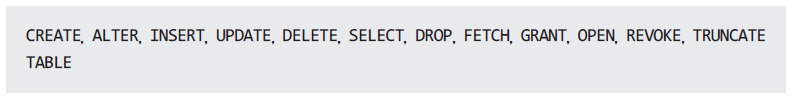 CREATE, ALTER, INSERT, UPDATE, DELETE, SELECT, DROP, FETCH, GRANT, OPEN, REVOKE, TRUNCATE
TABLE